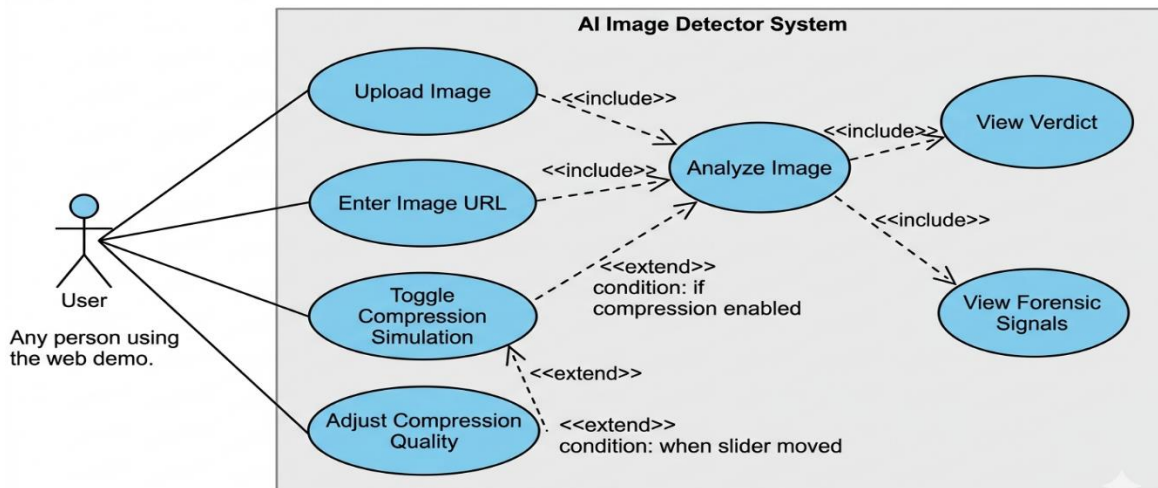 AI Image Detector System
Upload Image
<<include>>
View Verdict
<<include>>
Analyze Image
<<include>>
Enter Image URL
<<include>>
User
Any person using
the web demo.
Toggle
Compression
Simulation
<<extend>>
condition: if
compression enabled
View Forensic
Signals
<<extend>>
Adjust Compression
Quality
<<extend>>
condition: when slider moved